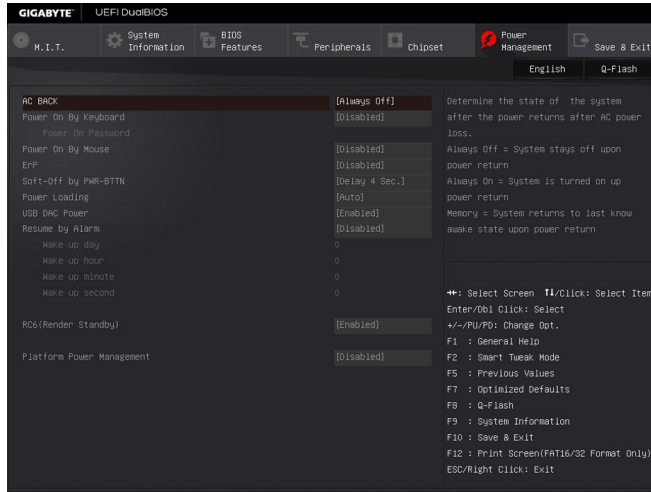 GIGABYTE™ UEFI DualBIOS
M.I.T. System Information BIOS Features Peripherals Chipset Power Management Save & Exit
English Q-Flash
AC BACK [Always Off]
Power On By Keyboard [Disabled]
Power On Password
Power On By Mouse [Disabled]
ErP [Disabled]
Soft-Off by PWR-BTTN [Delay 4 Sec.]
Power Loading [Auto]
USB DAC Power [Enabled]
Resume by Alarm [Disabled]
Wake up day 0
Wake up hour 0
Wake up minute 0
Wake up second 0
RC6(Render Standby) [Enabled]
Platform Power Management [Disabled]
Determine the state of the system
after the power returns after AC power
loss.
Always Off = System stays off upon
power return
Always On = System is turned on up
power return
Memory = System returns to last know
awake state upon power return
→←: Select Screen ↑↓/Click: Select Item
Enter/Dbl Click: Select
+/-/PU/PD: Change Opt.
F1 : General Help
F2 : Smart Tweak Mode
F5 : Previous Values
F7 : Optimized Defaults
F8 : Q-Flash
F9 : System Information
F10 : Save & Exit
F12 : Print Screen(FAT16/32 Format Only)
ESC/Right Click: Exit